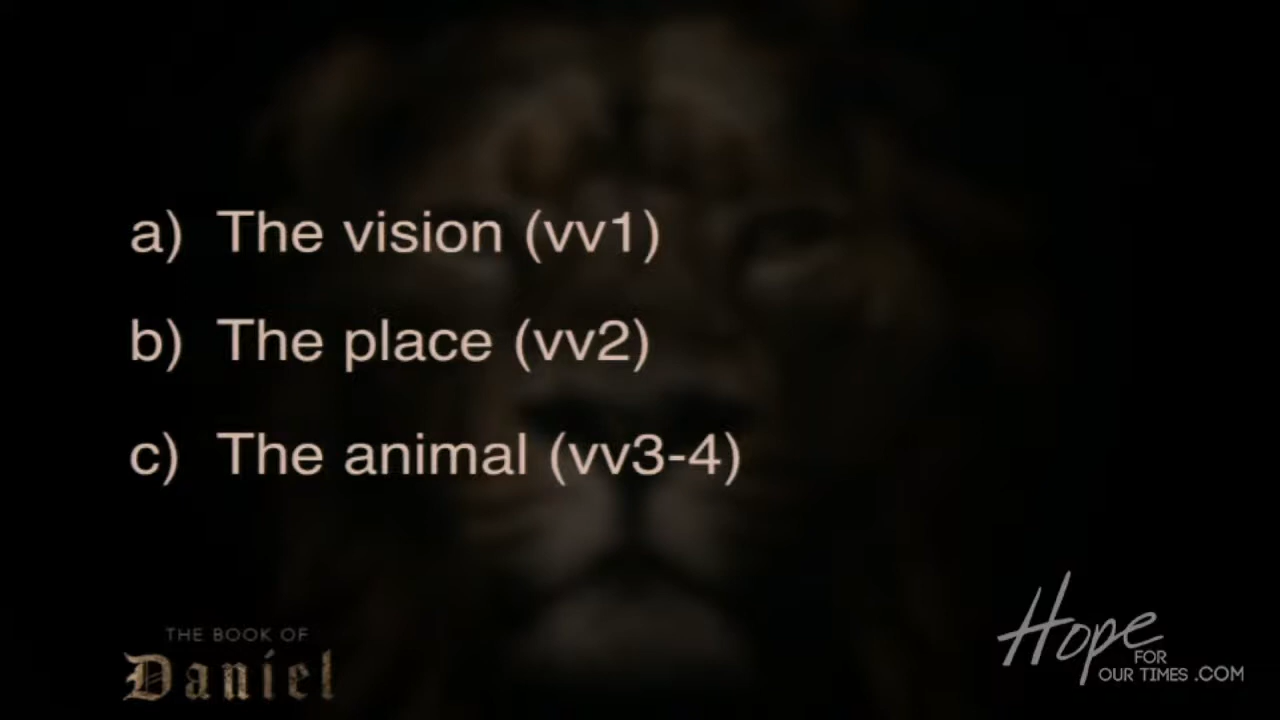 a) The vision (vv1)
b) The place (vv2)
c) The animal (vv3-4)
THE BOOK OF
Daniel
Hope
FOR
OUR TIMES .COM